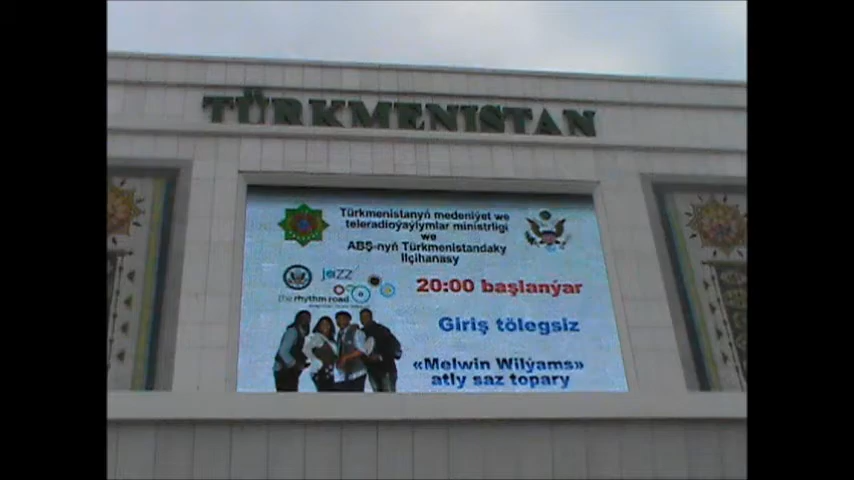 TÜRKMENISTAN
Türkmenistanyň medeniýet we
teleradioýaýlymlar ministrligi
we
ABŞ-nyň Türkmenistandaky
Ilçihanasy
jazz
the rhythm road
20:00 başlanýar
Giriş tölegsiz
«Melwin Wilýams»
atly saz topary